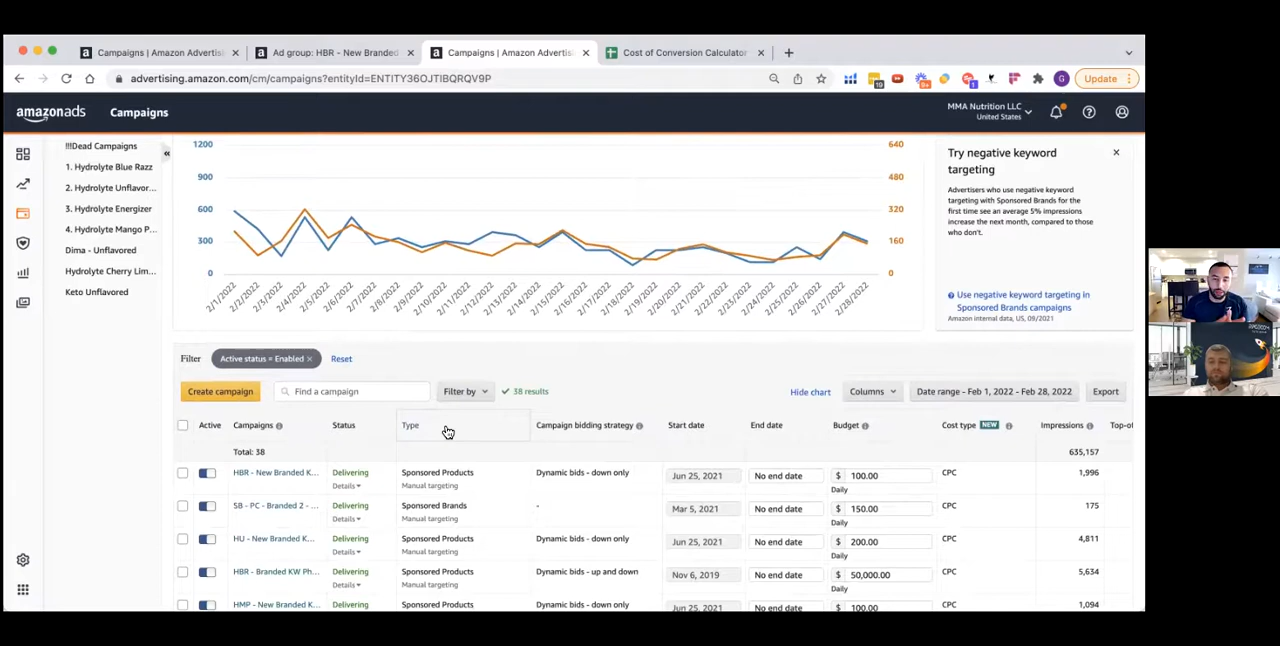 Campaigns | Amazon Advertis
Ad group: HBR - New Branded
Campaigns | Amazon Advertis
Cost of Conversion Calculator
advertising.amazon.com/cm/campaigns?entityId=ENTITY36OJTIBQRQV9P
Update
amazonads
Campaigns
MMA Nutrition LLC
United States
!!!Dead Campaigns
1. Hydrolyte Blue Razz
2. Hydrolyte Unflavor...
3. Hydrolyte Energizer
4. Hydrolyte Mango P...
Dima - Unflavored
Hydrolyte Cherry Lim...
Keto Unflavored
1200
900
600
300
0
640
480
320
160
0
2/1/2022
2/2/2022
2/3/2022
2/4/2022
2/5/2022
2/6/2022
2/7/2022
2/8/2022
2/9/2022
2/10/2022
2/11/2022
2/12/2022
2/13/2022
2/14/2022
2/15/2022
2/16/2022
2/17/2022
2/18/2022
2/19/2022
2/20/2022
2/21/2022
2/22/2022
2/23/2022
2/24/2022
2/25/2022
2/26/2022
2/27/2022
2/28/2022
Try negative keyword
targeting
Advertisers who use negative keyword
targeting with Sponsored Brands for the
first time see an average 5% impressions
increase the next month, compared to those
who don't.
Use negative keyword targeting in
Sponsored Brands campaigns
Amazon internal data, US, 09/2021
Filter
Active status = Enabled
Reset
Create campaign
Find a campaign
Filter by
38 results
Hide chart
Columns
Date range - Feb 1, 2022 - Feb 28, 2022
Export
Active Campaigns Status Type Campaign bidding strategy Start date End date Budget Cost type NEW Impressions Top-of
Total: 38 635,157
HBR - New Branded K... Delivering Sponsored Products Dynamic bids - down only Jun 25, 2021 No end date $ 100.00 CPC 1,996
Details Manual targeting Daily
SB - PC - Branded 2 - ... Delivering Sponsored Brands - Mar 5, 2021 No end date $ 150.00 CPC 175
Details Manual targeting Daily
HU - New Branded K... Delivering Sponsored Products Dynamic bids - down only Jun 25, 2021 No end date $ 200.00 CPC 4,811
Details Manual targeting Daily
HBR - Branded KW Ph... Delivering Sponsored Products Dynamic bids - up and down Nov 6, 2019 No end date $ 50,000.00 CPC 5,634
Details Manual targeting Daily
HMP - New Branded K... Delivering Sponsored Products Dynamic bids - down only Jun 25, 2021 No end date $ 100.00 CPC 1,094